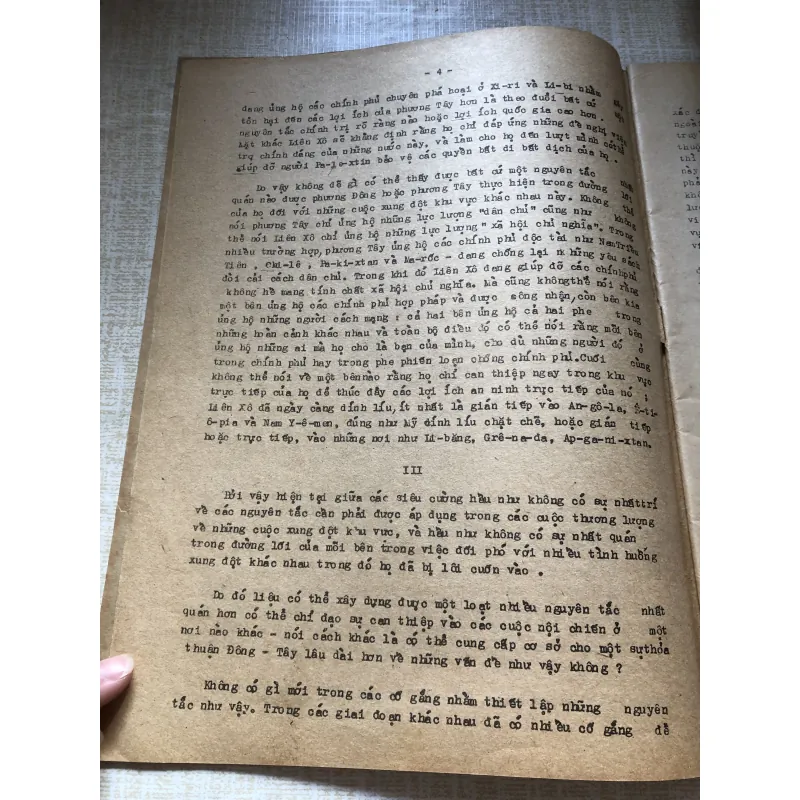 - 4 -
đang ủng hộ các chính phủ chuyên phá hoại ở Xi-ri và Li-bi nhằm
tổn hại đến các lợi ích của phương Tây hơn là theo đuổi bất cứ một
nguyên tắc chính trị rõ ràng nào hoặc lợi ích quốc gia cao hơn.
Mặt khác Liên Xô sẽ khẳng định rằng họ chỉ đáp ứng những đề nghị viện
trợ chính đáng của những nước này, và làm cho họ đến lượt mình có thể
giúp đỡ người Pa-le-xtin bảo vệ các quyền bất di bất dịch của họ.
Do vậy không dễ gì có thể thấy được bất cứ một nguyên tắc nhất
quán nào được phương Đông hoặc phương Tây thực hiện trong đường lối
của họ đối với những cuộc xung đột khu vực khác nhau này. Không thể
nói phương Tây chỉ ủng hộ những lực lượng "dân chủ" cũng như không
thể nói Liên Xô chỉ ủng hộ những lực lượng " xã hội chủ nghĩa". Trong
nhiều trường hợp, phương Tây ủng hộ các chính phủ độc tài như Nam Triều
Tiên , Chi-lê , Pa-ki-xtan và Ma-rốc - đang chống lại những yêu sách
đòi cải cách dân chủ. Trong khi đó Liên Xô đang giúp đỡ các chínhphủ
không hề mang tính chất xã hội chủ nghĩa. Mà cũng khôngthể nói rằng
một bên ủng hộ các chính phủ hợp pháp và được công nhận, còn bên kia
ủng hộ những người cách mạng : cả hai bên ủng hộ cả hai phe trong
những hoàn cảnh khác nhau và toàn bộ điều đó có thể nói rằng mỗi bên
ủng hộ những ai mà họ cho là bạn của mình, cho dù những người đó ở
trong chính phủ hay trong phe phiến loạn chống chính phủ.Cuối cùng
không thể nói về một bênnào rằng họ chỉ can thiệp ngay trong khu vực
trực tiếp của họ để thúc đẩy các lợi ích an ninh trực tiếp của nó ;
Liên Xô đã ngày càng dính líu, ít nhất là gián tiếp vào Ăn-gô-la, Ê-ti-
ô-pia và Nam Y-ê-men, đúng như Mỹ dính líu chặt chẽ, hoặc gián tiếp
hoặc trực tiếp, vào những nơi như Li-băng, Grê-na-da, Ap-ga-ni-xtan.
III
Bởi vậy hiện tại giữa các siêu cường hầu như không có sự nhấttrí
về các nguyên tắc cần phải được áp dụng trong các cuộc thương lượng
về những cuộc xung đột khu vực, và hầu như không có sự nhất quán
trong đường lối của mỗi bên trong việc đối phó với nhiều tình huống
xung đột khác nhau trong đó họ đã bị lôi cuốn vào .
Do đó liệu có thể xây dựng được một loạt nhiều nguyên tắc nhất
quán hơn có thể chỉ đạo sự can thiệp vào các cuộc nội chiến ở một
nơi nào khác - nói cách khác là có thể cung cấp cơ sở cho một sựthỏa
thuận Đông - Tây lâu dài hơn về những vấn đề như vậy không ?
Không có gì mới trong các cố gắng nhằm thiết lập những nguyên
tắc như vậy. Trong các giai đoạn khác nhau đã có nhiều cố gắng để